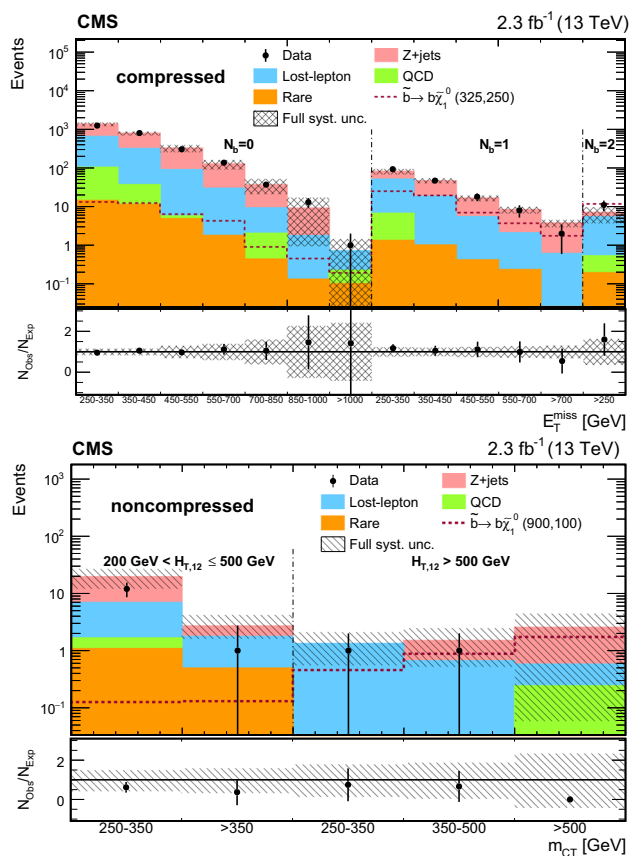 CMS 2.3 fb⁻¹ (13 TeV)
Events
10⁵
10⁴
10³
10²
10
1
10⁻¹
compressed
Data
Z+jets
Lost-lepton
QCD
Rare
b̃→ bχ̃₁⁰ (325,250)
Full syst. unc.
N_b=0 N_b=1 N_b=2
N_Obs/N_Exp
2
0
250-350 350-450 450-550 550-700 700-850 850-1000 >1000 250-350 350-450 450-550 550-700 >700 >250
E_T^miss [GeV]
CMS 2.3 fb⁻¹ (13 TeV)
Events
10³
10²
10
1
10⁻¹
noncompressed
Data
Z+jets
Lost-lepton
QCD
Rare
b̃→ bχ̃₁⁰ (900,100)
Full syst. unc.
200 GeV < H_T,12 ≤ 500 GeV H_T,12 > 500 GeV
N_Obs/N_Exp
2
0
250-350 >350 250-350 350-500 >500
m_CT [GeV]